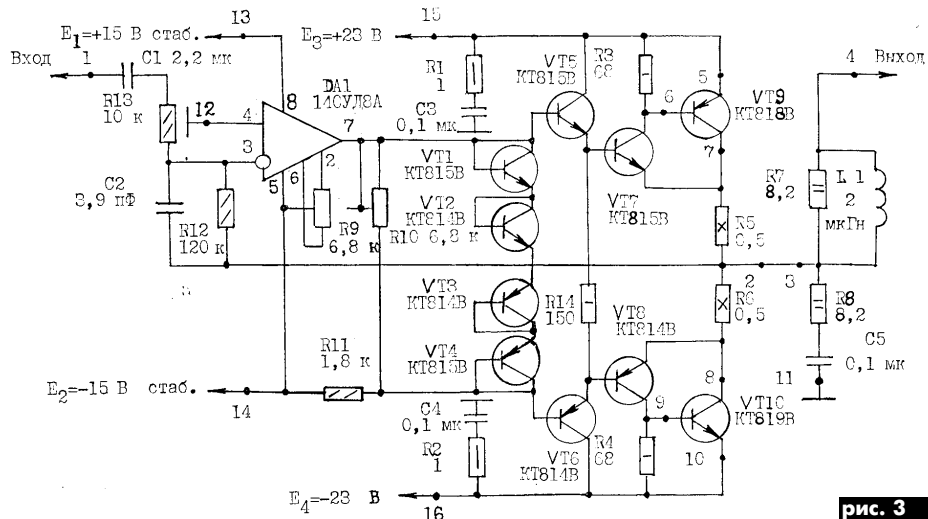 13
E₁=+15 В стаб.
C1 2,2 мк
Вход
1
R13
10 к
12
4
3
8
DA1
140УД8А
7
5
6
2
C2
3,9 пФ
R12
120 к
R9
6,8 к
R10 6,8 к
R11
1,8 к
E₂=-15 В стаб.
14
15
E₃=+23 В
R1
1
C3
0,1 мк
VT1
КТ815В
VT2
КТ814В
VT3
КТ814В
VT4
КТ815В
C4
0,1 мк
R2
1
E₄=-23 В
16
VT5
КТ815В
R3
68
6
5
VT9
КТ818В
7
VT7
КТ815В
R5
0,5
R14
150
2
3
R6
0,5
VT8
КТ814В
8
9
VT10
КТ819В
10
VT6
КТ814В
R4
68
4
Выход
R7
8,2
L1
2
мкГн
R8
8,2
C5
0,1 мк
11
рис. 3